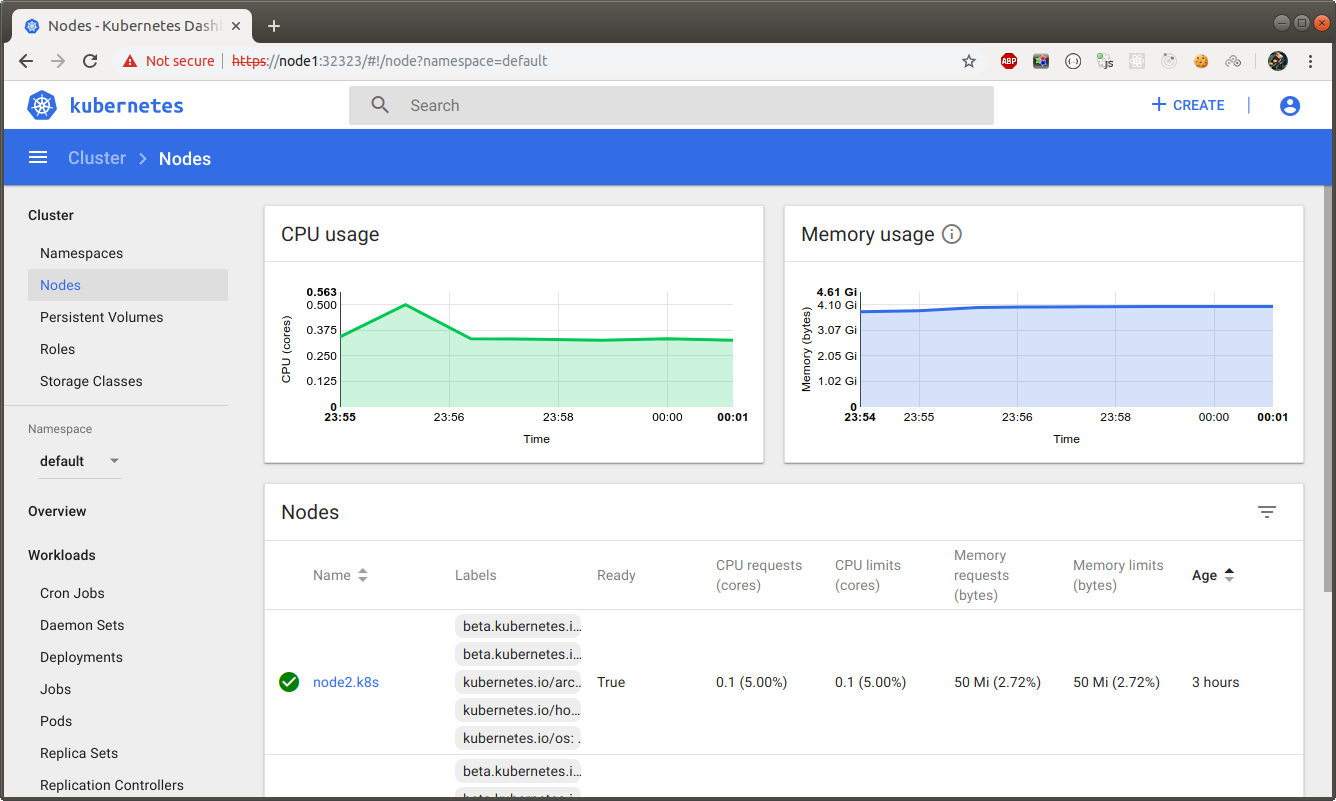 Nodes - Kubernetes Dash
Not secure
https://node1:32323/#!/node?namespace=default
ABP
js
kubernetes
Search
CREATE
Cluster
Nodes
Cluster
Namespaces
Nodes
Persistent Volumes
Roles
Storage Classes
Namespace
default
Overview
Workloads
Cron Jobs
Daemon Sets
Deployments
Jobs
Pods
Replica Sets
Replication Controllers
CPU usage
CPU (cores)
0.563
0.500
0.375
0.250
0.125
0
23:55
23:56
23:58
00:00
00:01
Time
Memory usage
Memory (bytes)
4.61 Gi
4.10 Gi
3.07 Gi
2.05 Gi
1.02 Gi
0
23:54
23:55
23:56
23:58
00:00
00:01
Time
Nodes
Name
Labels
Ready
CPU requests
(cores)
CPU limits
(cores)
Memory
requests
(bytes)
Memory limits
(bytes)
Age
node2.k8s
beta.kubernetes.i...
beta.kubernetes.i...
kubernetes.io/arc...
kubernetes.io/ho...
kubernetes.io/os: .
True
0.1 (5.00%)
0.1 (5.00%)
50 Mi (2.72%)
50 Mi (2.72%)
3 hours
beta.kubernetes.i...
beta.kubernetes.i...